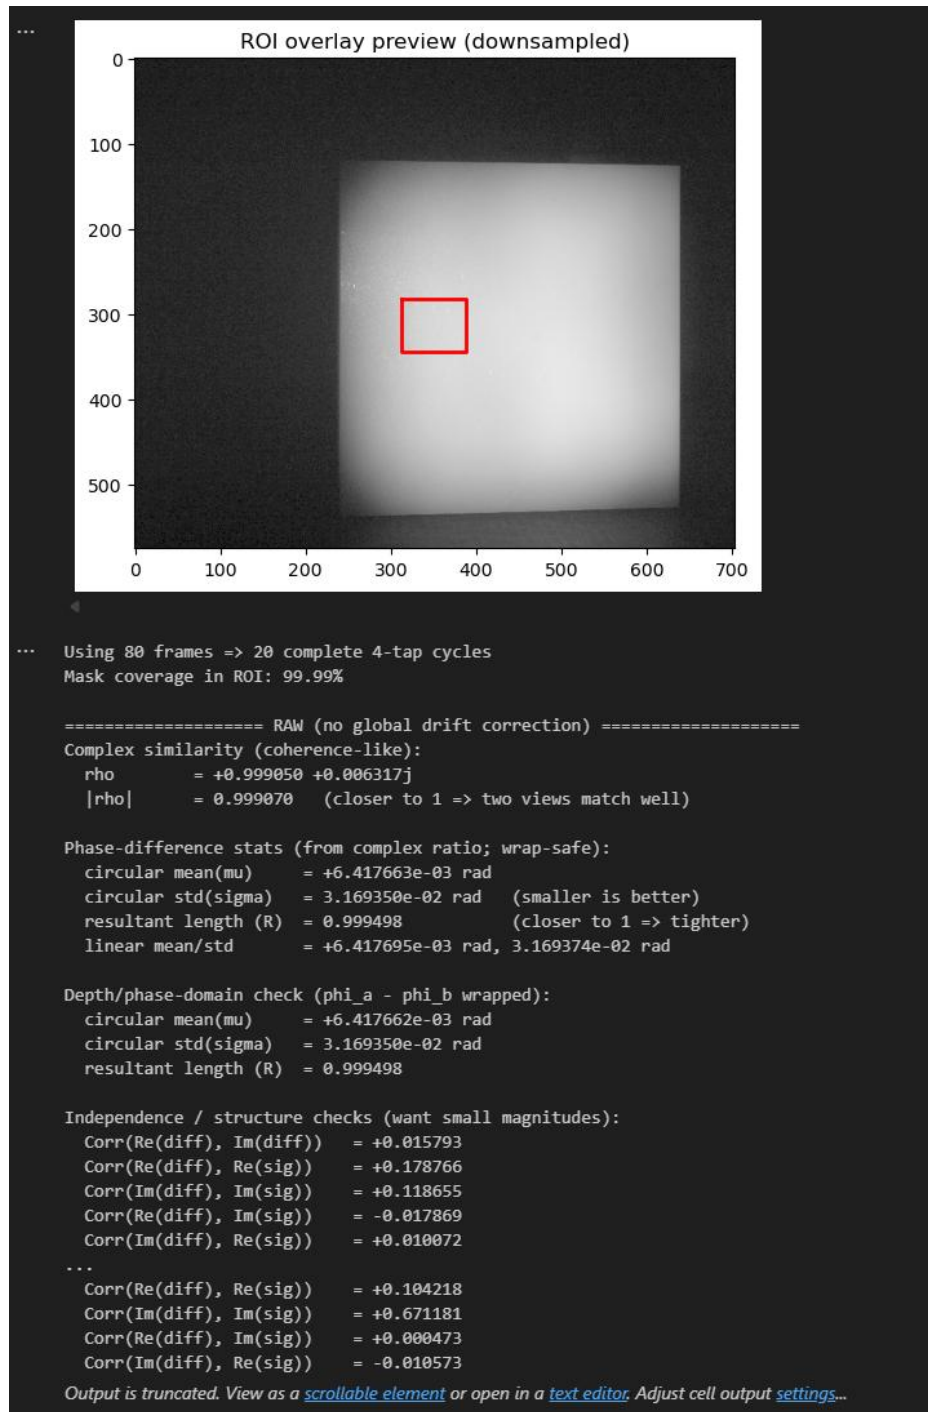 ...
ROI overlay preview (downsampled)
0
100
200
300
400
500
0 100 200 300 400 500 600 700
...
Using 80 frames => 20 complete 4-tap cycles
Mask coverage in ROI: 99.99%
==================== RAW (no global drift correction) ====================
Complex similarity (coherence-like):
rho = +0.999050 +0.006317j
|rho| = 0.999070 (closer to 1 => two views match well)
Phase-difference stats (from complex ratio; wrap-safe):
circular mean(mu) = +6.417663e-03 rad
circular std(sigma) = 3.169350e-02 rad (smaller is better)
resultant length (R) = 0.999498 (closer to 1 => tighter)
linear mean/std = +6.417695e-03 rad, 3.169374e-02 rad
Depth/phase-domain check (phi_a - phi_b wrapped):
circular mean(mu) = +6.417662e-03 rad
circular std(sigma) = 3.169350e-02 rad
resultant length (R) = 0.999498
Independence / structure checks (want small magnitudes):
Corr(Re(diff), Im(diff)) = +0.015793
Corr(Re(diff), Re(sig)) = +0.178766
Corr(Im(diff), Im(sig)) = +0.118655
Corr(Re(diff), Im(sig)) = -0.017869
Corr(Im(diff), Re(sig)) = +0.010072
...
Corr(Re(diff), Re(sig)) = +0.104218
Corr(Im(diff), Im(sig)) = +0.671181
Corr(Re(diff), Im(sig)) = +0.000473
Corr(Im(diff), Re(sig)) = -0.010573
Output is truncated. View as a scrollable element or open in a text editor. Adjust cell output settings...